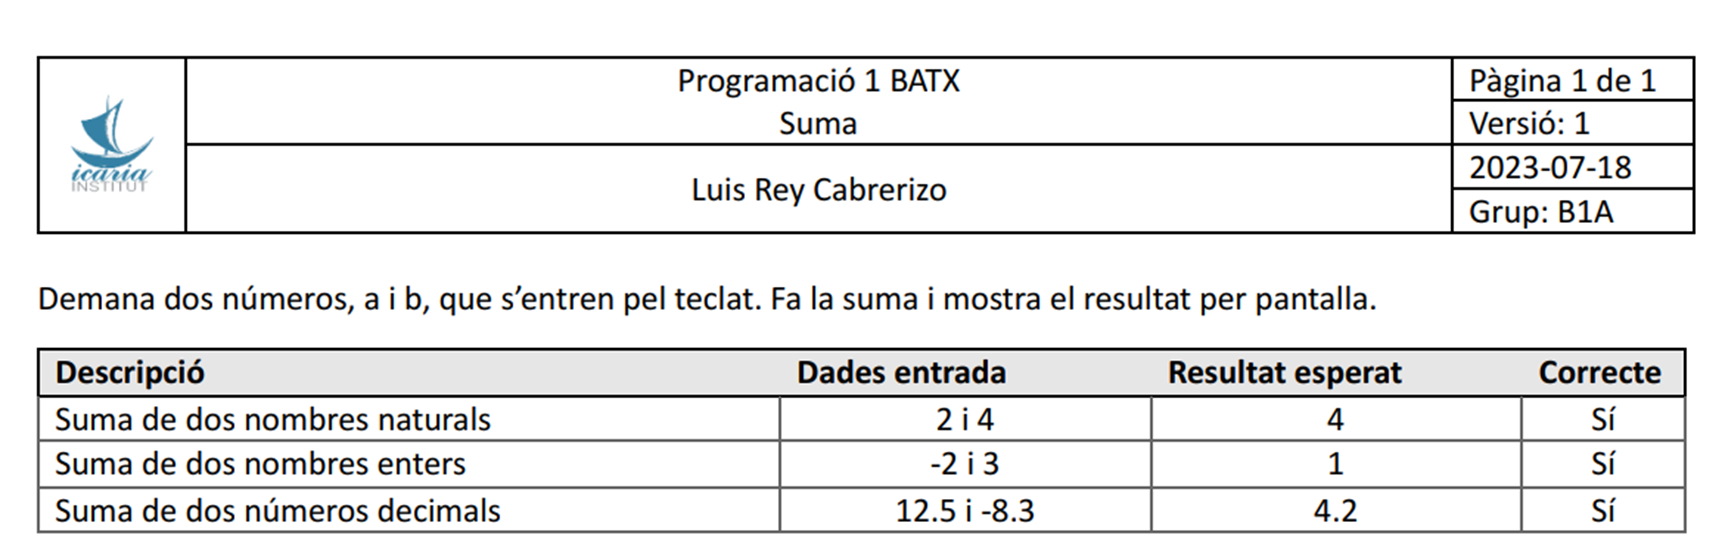 icària
INSTITUT
Programació 1 BATX
Suma
Luis Rey Cabrerizo
Pàgina 1 de 1
Versió: 1
2023-07-18
Grup: B1A
Demana dos números, a i b, que s’entren pel teclat. Fa la suma i mostra el resultat per pantalla.
Descripció Dades entrada Resultat esperat Correcte
Suma de dos nombres naturals 2 i 4 4 Sí
Suma de dos nombres enters -2 i 3 1 Sí
Suma de dos números decimals 12.5 i -8.3 4.2 Sí